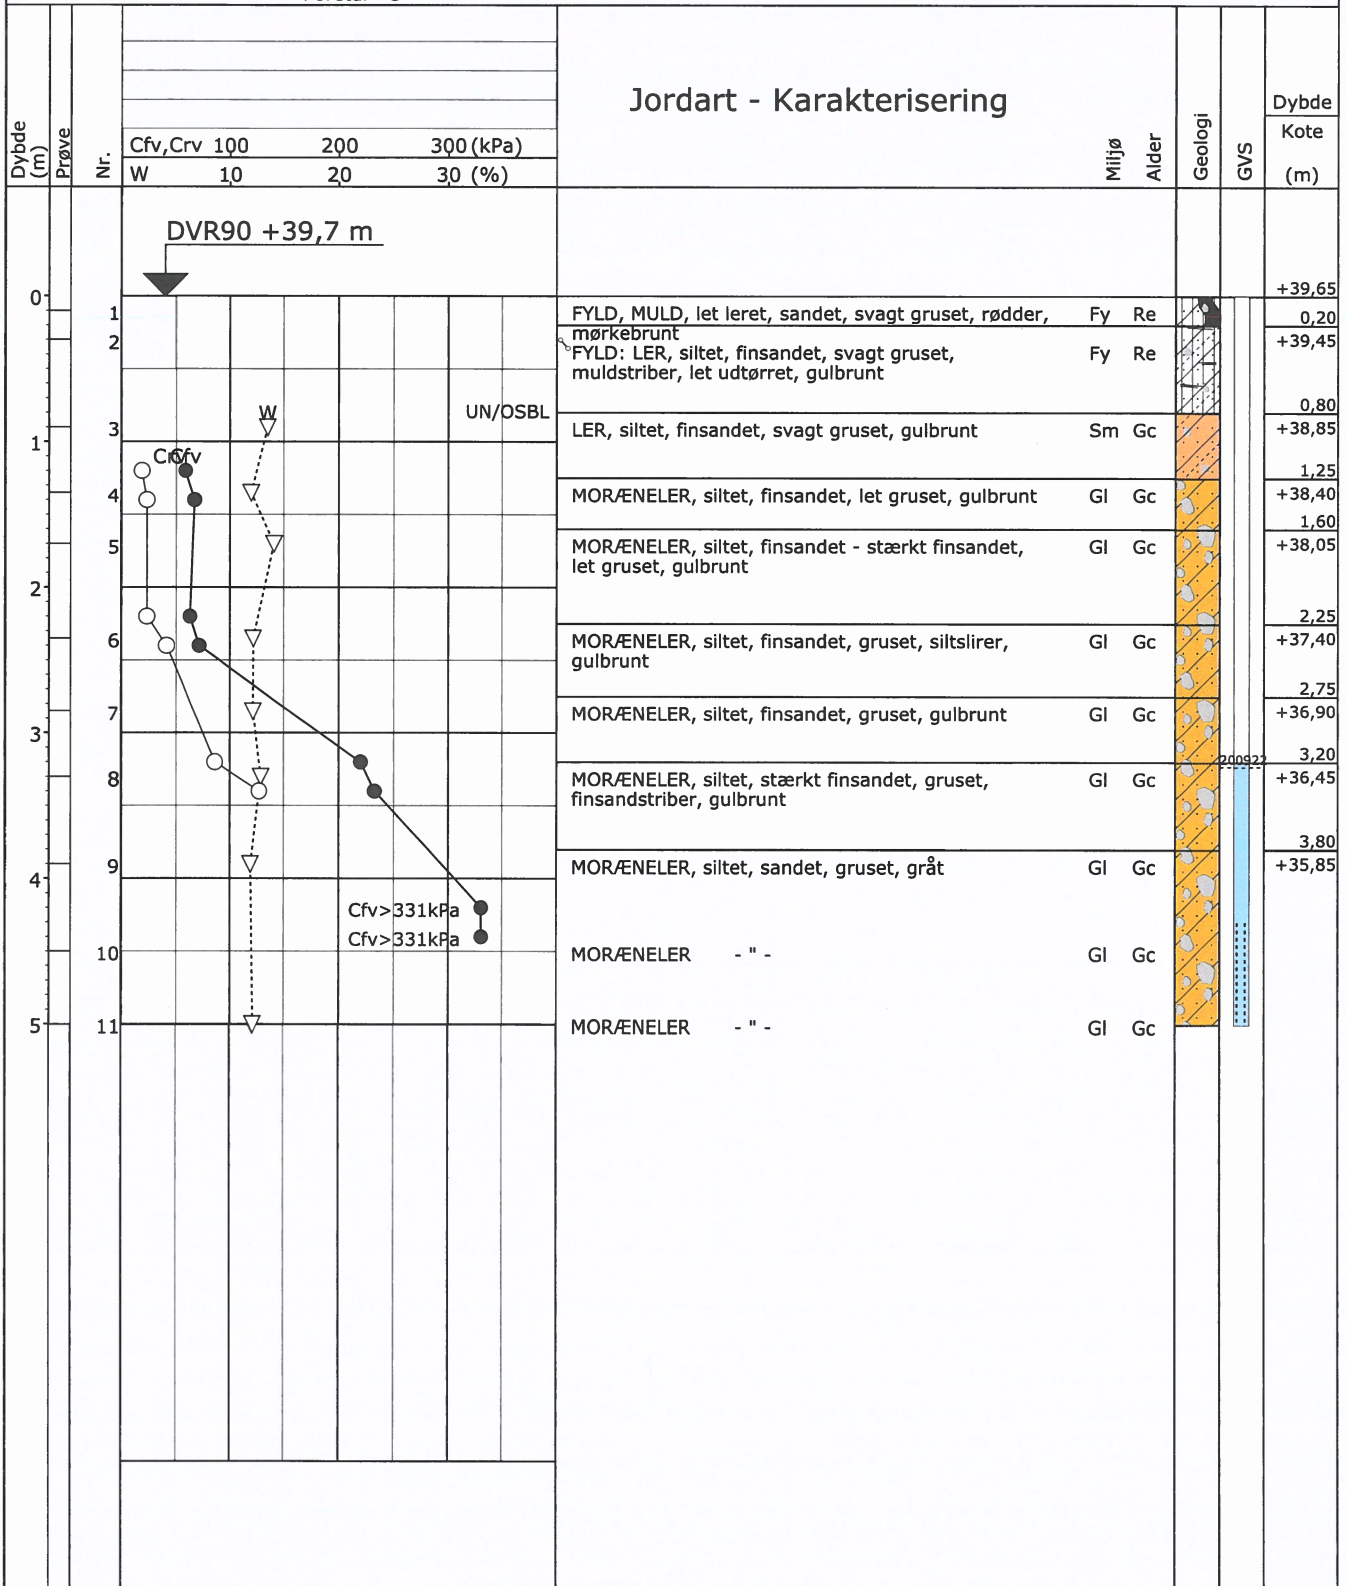 Jordart - Karakterisering
Dybde (m)
Prøve
Nr.
Cfv,Crv 100 200 300 (kPa)
W 10 20 30 (%)
Miljø
Alder
Geologi
GVS
Dybde
Kote
(m)
DVR90 +39,7 m
+39,65
0
1 FYLD, MULD, let leret, sandet, svagt gruset, rødder, Fy Re 0,20
mørkebrunt
2 FYLD: LER, siltet, finsandet, svagt gruset, Fy Re +39,45
muldstriber, let udtørret, gulbrunt
0,80
W UN/OSBL
3 LER, siltet, finsandet, svagt gruset, gulbrunt Sm Gc +38,85
1
Crv Cfv
1,25
4 MORÆNELER, siltet, finsandet, let gruset, gulbrunt Gl Gc +38,40
1,60
5 MORÆNELER, siltet, finsandet - stærkt finsandet, Gl Gc +38,05
let gruset, gulbrunt
2
2,25
6 MORÆNELER, siltet, finsandet, gruset, siltslirer, Gl Gc +37,40
gulbrunt
2,75
7 MORÆNELER, siltet, finsandet, gruset, gulbrunt Gl Gc +36,90
3
3,20
200922
8 MORÆNELER, siltet, stærkt finsandet, gruset, Gl Gc +36,45
finsandstriber, gulbrunt
3,80
9 MORÆNELER, siltet, sandet, gruset, gråt Gl Gc +35,85
4
Cfv>331kPa
Cfv>331kPa
10 MORÆNELER - " - Gl Gc
5
11 MORÆNELER - " - Gl Gc